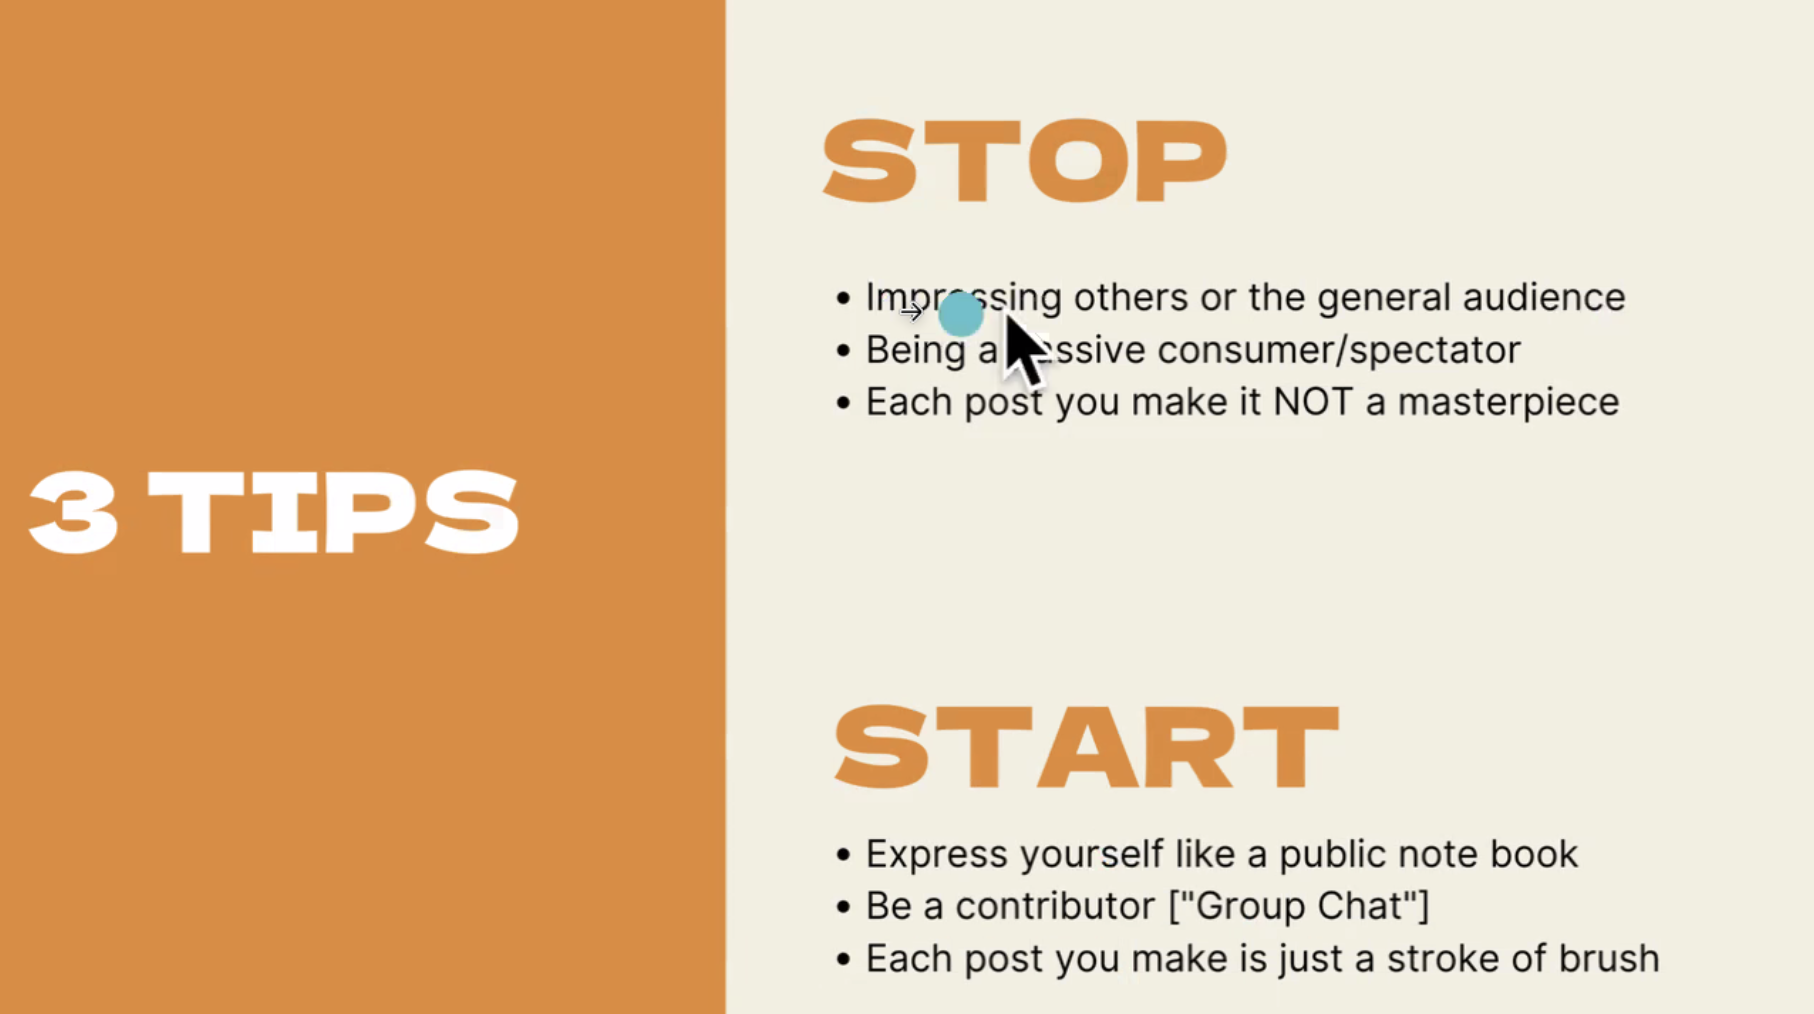 3 TIPS
STOP
• Impressing others or the general audience
• Being a passive consumer/spectator
• Each post you make it NOT a masterpiece
START
• Express yourself like a public note book
• Be a contributor ["Group Chat"]
• Each post you make is just a stroke of brush